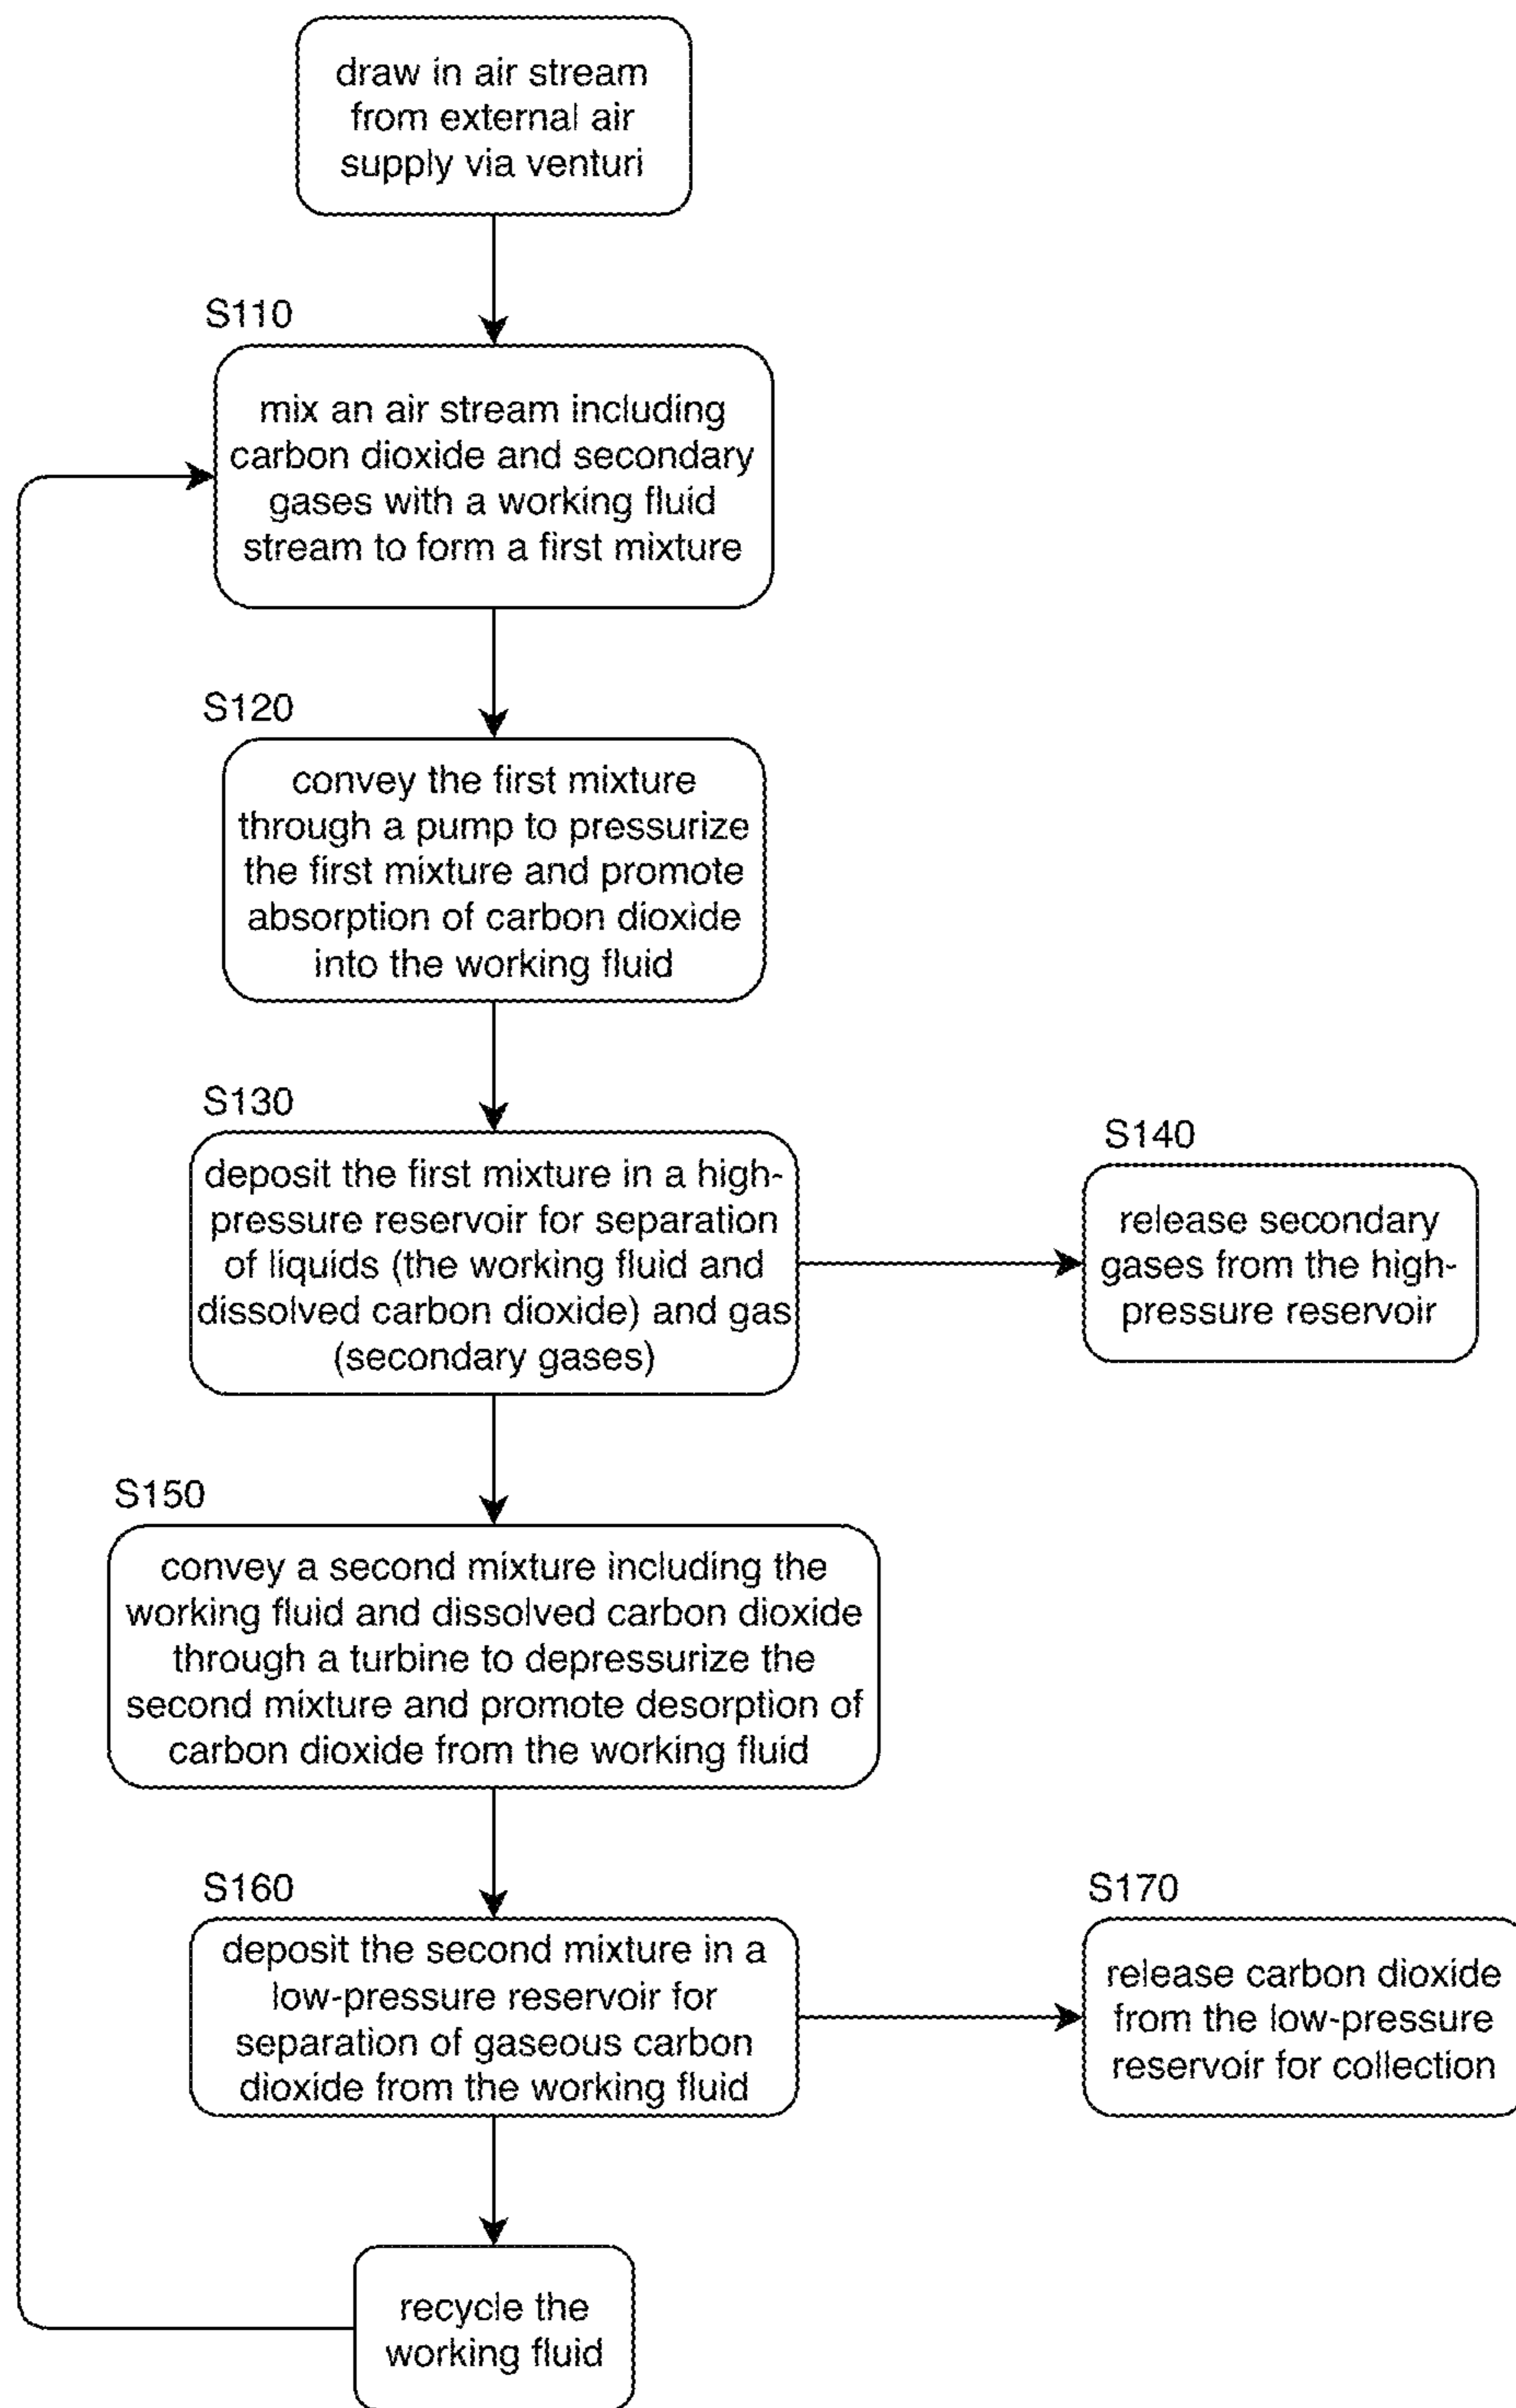 draw in air stream
from external air
supply via venturi
S110
mix an air stream including
carbon dioxide and secondary
gases with a working fluid
stream to form a first mixture
S120
convey the first mixture
through a pump to pressurize
the first mixture and promote
absorption of carbon dioxide
into the working fluid
S130
deposit the first mixture in a high-
pressure reservoir for separation
of liquids (the working fluid and
dissolved carbon dioxide) and gas
(secondary gases)
S140
release secondary
gases from the high-
pressure reservoir
S150
convey a second mixture including the
working fluid and dissolved carbon dioxide
through a turbine to depressurize the
second mixture and promote desorption of
carbon dioxide from the working fluid
S160
deposit the second mixture in a
low-pressure reservoir for
separation of gaseous carbon
dioxide from the working fluid
S170
release carbon dioxide
from the low-pressure
reservoir for collection
recycle the
working fluid